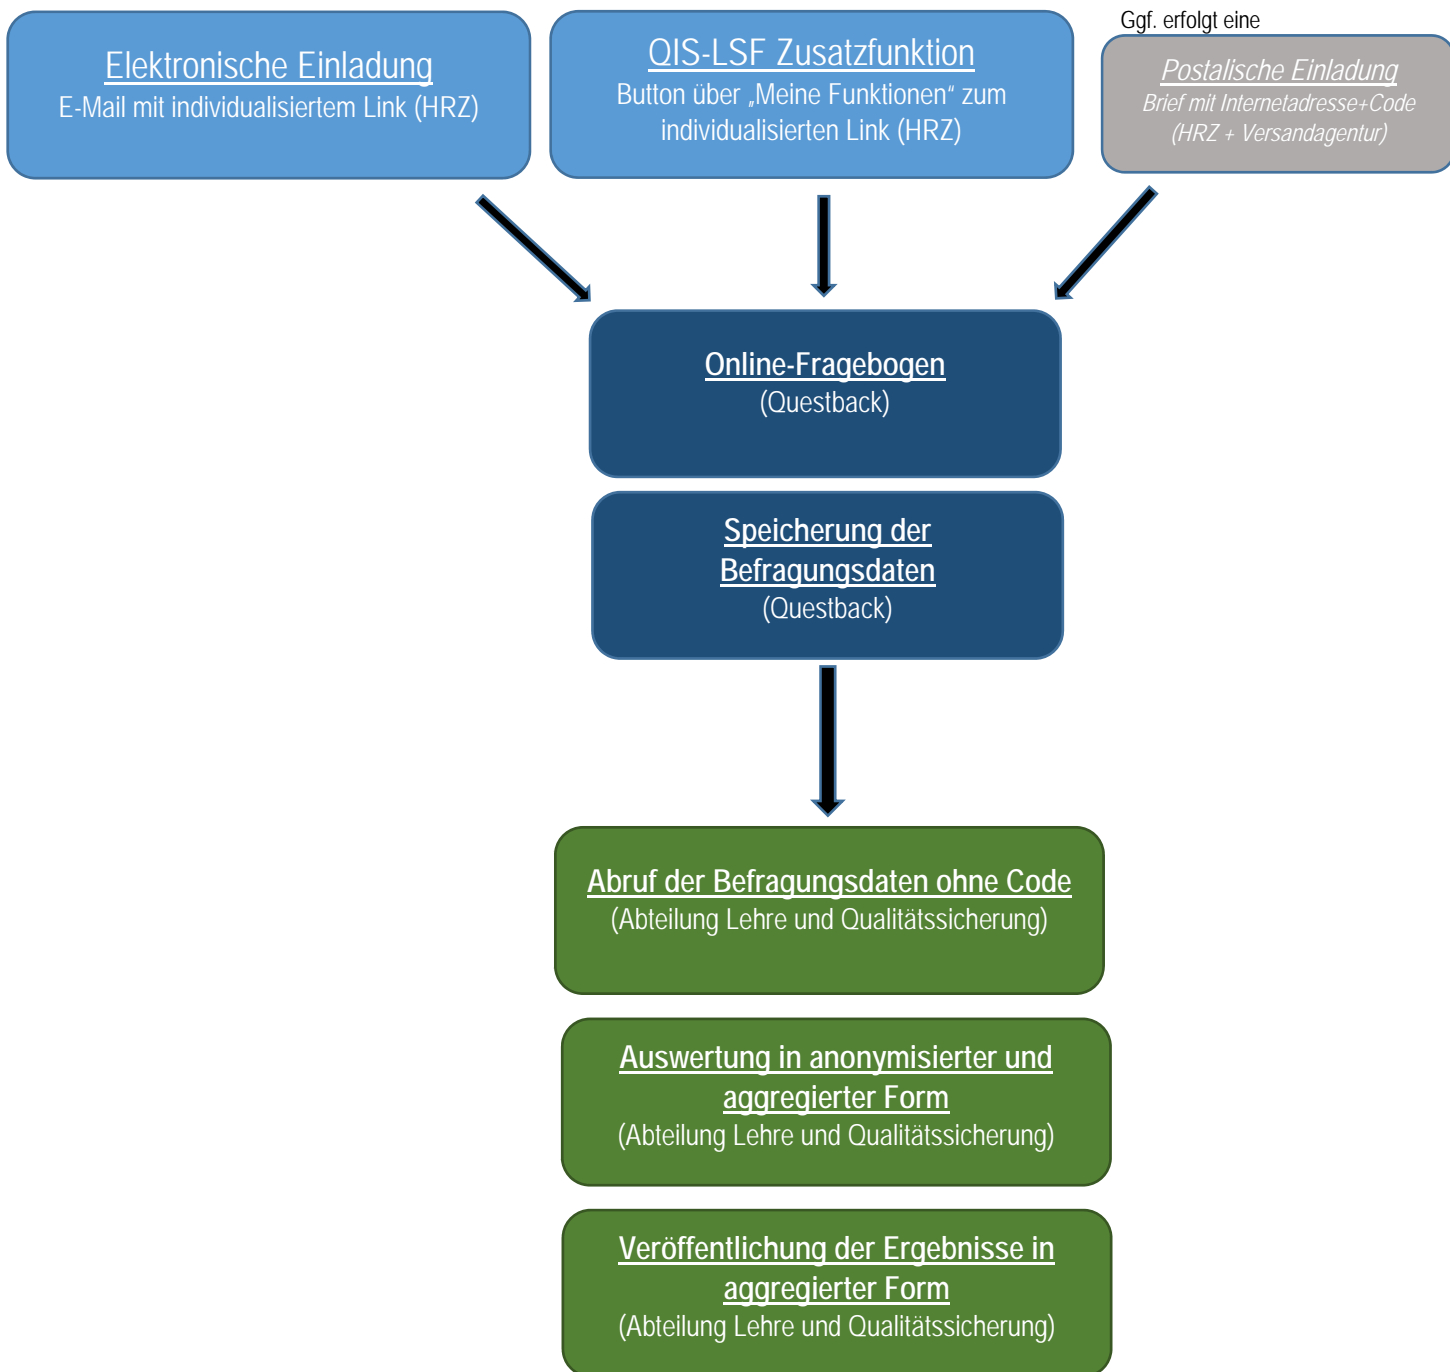 Elektronische Einladung
E-Mail mit individualisiertem Link (HRZ)
QIS-LSF Zusatzfunktion
Button über „Meine Funktionen“ zum
individualisierten Link (HRZ)
Ggf. erfolgt eine
Postalische Einladung
Brief mit Internetadresse+Code
(HRZ + Versandagentur)
Online-Fragebogen
(Questback)
Speicherung der
Befragungsdaten
(Questback)
Abruf der Befragungsdaten ohne Code
(Abteilung Lehre und Qualitätssicherung)
Auswertung in anonymisierter und
aggregierter Form
(Abteilung Lehre und Qualitätssicherung)
Veröffentlichung der Ergebnisse in
aggregierter Form
(Abteilung Lehre und Qualitätssicherung)